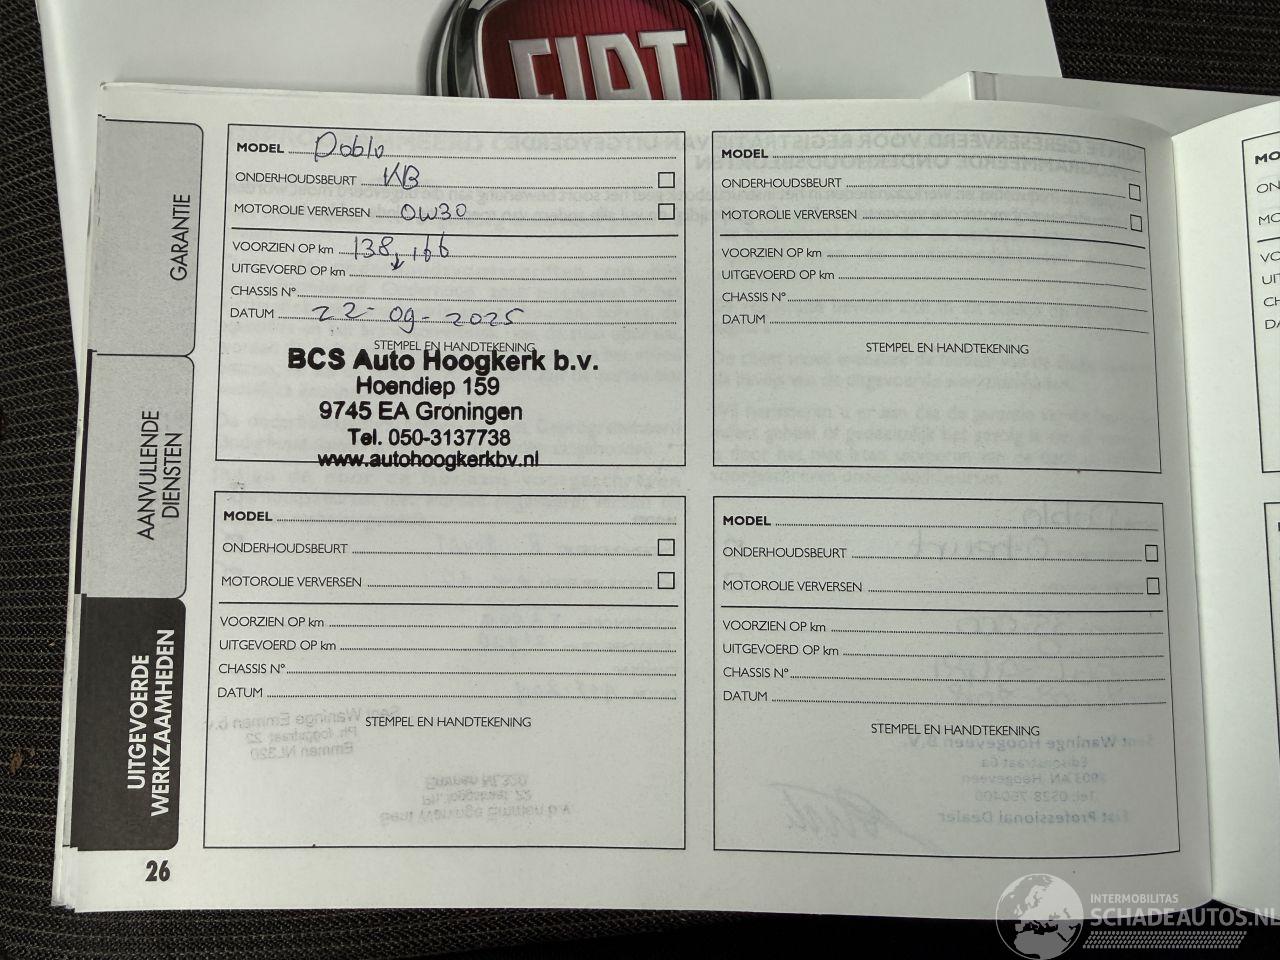 FIAT
GARANTIE
AANVULLENDE
DIENSTEN
UITGEVOERDE
WERKZAAMHEDEN
26
MODEL Doblo
ONDERHOUDSBEURT KB
MOTOROLIE VERVERSEN 0W30
VOORZIEN OP km 138,166
UITGEVOERD OP km
CHASSIS N°
DATUM 22-09-2025
STEMPEL EN HANDTEKENING
BCS Auto Hoogkerk b.v.
Hoendiep 159
9745 EA Groningen
Tel. 050-3137738
www.autohoogkerkbv.nl
MODEL
ONDERHOUDSBEURT
MOTOROLIE VERVERSEN
VOORZIEN OP km
UITGEVOERD OP km
CHASSIS N°
DATUM
STEMPEL EN HANDTEKENING
MODEL
ONDERHOUDSBEURT
MOTOROLIE VERVERSEN
VOORZIEN OP km
UITGEVOERD OP km
CHASSIS N°
DATUM
STEMPEL EN HANDTEKENING
MODEL
ONDERHOUDSBEURT
MOTOROLIE VERVERSEN
VOORZIEN OP km
UITGEVOERD OP km
CHASSIS N°
DATUM
STEMPEL EN HANDTEKENING
INTERMOBILITAS
SCHADEAUTOS.NL